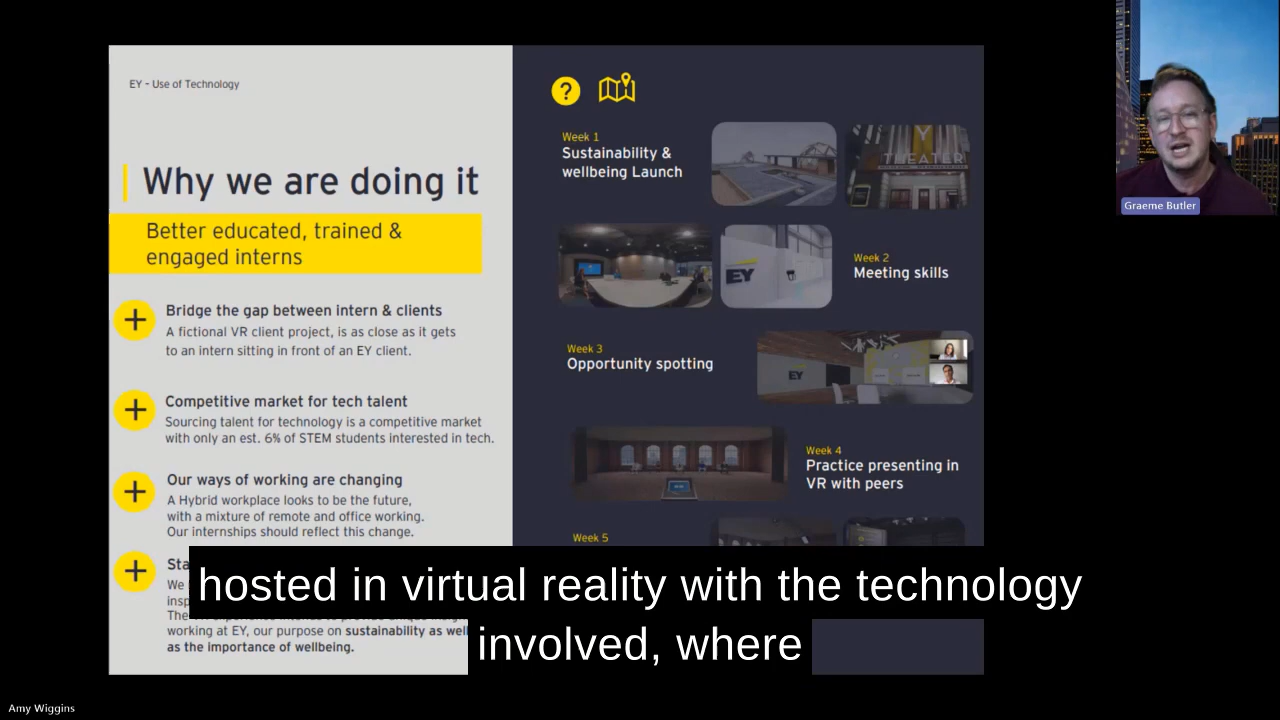 EY - Use of Technology
Why we are doing it
Better educated, trained &
engaged interns
Bridge the gap between intern & clients
A fictional VR client project, is as close as it gets
to an intern sitting in front of an EY client.
Competitive market for tech talent
Sourcing talent for technology is a competitive market
with only an est. 6% of STEM students interested in tech.
Our ways of working are changing
A Hybrid workplace looks to be the future,
with a mixture of remote and office working.
Our internships should reflect this change.
Sta
We
insp
The
working at EY, our purpose on sustainability as well
as the importance of wellbeing.
?
Week 1
Sustainability &
wellbeing Launch
Y
THEATER
EY
Week 2
Meeting skills
Week 3
Opportunity spotting
EY
Week 4
Practice presenting in
VR with peers
Week 5
hosted in virtual reality with the technology
involved, where
Graeme Butler
Amy Wiggins